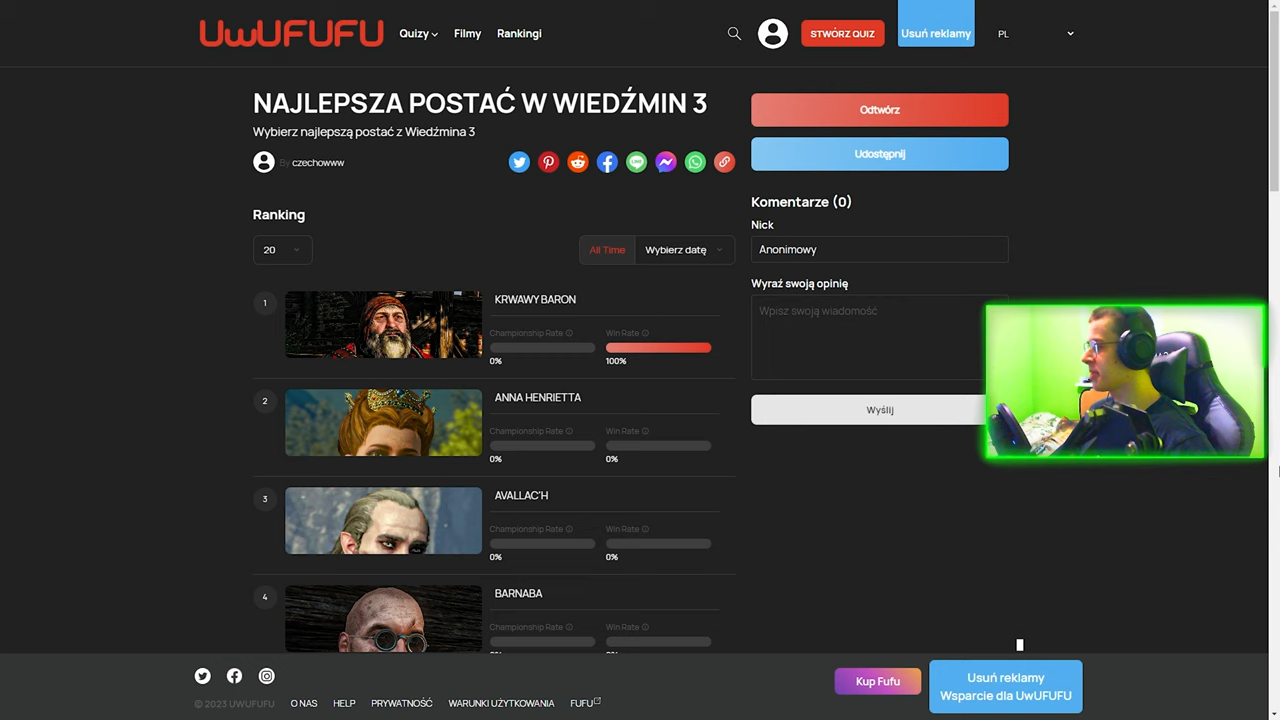 UwUFUFU
Quizy
Filmy
Rankingi
STWÓRZ QUIZ
Usuń reklamy
PL
NAJLEPSZA POSTAĆ W WIEDŹMIN 3
Wybierz najlepszą postać z Wiedźmina 3
By czechowww
Ranking
20
All Time
Wybierz datę
1
KRWAWY BARON
Championship Rate
Win Rate
0%
100%
2
ANNA HENRIETTA
Championship Rate
Win Rate
0%
0%
3
AVALLAC'H
Championship Rate
Win Rate
0%
0%
4
BARNABA
Championship Rate
Win Rate
Odtwórz
Udostępnij
Komentarze (0)
Nick
Anonimowy
Wyraź swoją opinię
Wpisz swoją wiadomość
Wyślij
© 2023 UWUFUFU
O NAS
HELP
PRYWATNOŚĆ
WARUNKI UŻYTKOWANIA
FUFU
Kup Fufu
Usuń reklamy
Wsparcie dla UwUFUFU